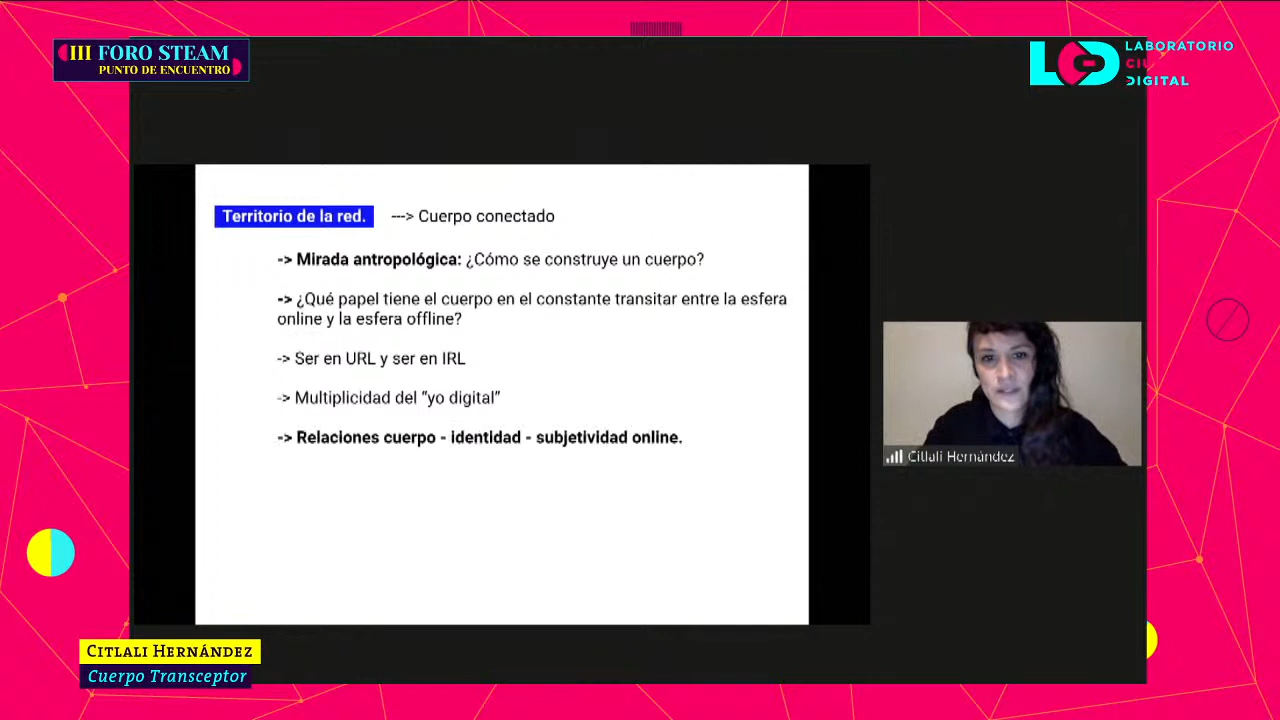 III FORO STEAM
PUNTO DE ENCUENTRO
LCD
LABORATORIO
CIU
DIGITAL
Territorio de la red. ---> Cuerpo conectado
-> Mirada antropológica: ¿Cómo se construye un cuerpo?
-> ¿Qué papel tiene el cuerpo en el constante transitar entre la esfera
online y la esfera offline?
-> Ser en URL y ser en IRL
-> Multiplicidad del “yo digital”
-> Relaciones cuerpo - identidad - subjetividad online.
Citlali Hernández
Citlali Hernández
Cuerpo Transceptor